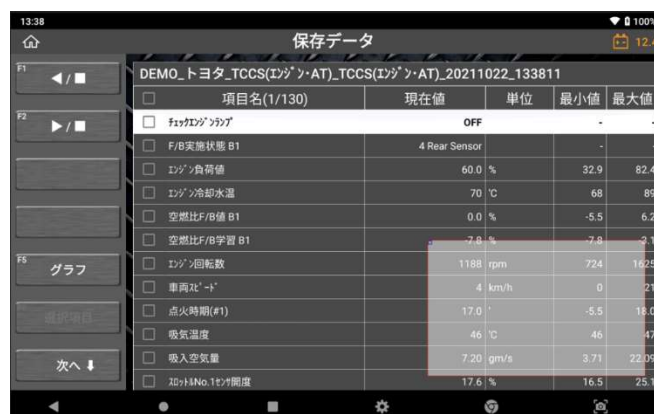 13:38 100%
保存データ 12.4
F1 ◀/■
F2 ▶/■
F5 グラフ
選択項目
次へ ⬇
DEMO_トヨタ_TCCS(ｴﾝｼﾞﾝ･AT)_TCCS(ｴﾝｼﾞﾝ･AT)_20211022_133811
項目名(1/130) 現在値 単位 最小値 最大値
ﾁｪｯｸｴﾝｼﾞﾝﾗﾝﾌﾟ OFF - -
F/B実施状態 B1 4 Rear Sensor - -
ｴﾝｼﾞﾝ負荷値 60.0 % 32.9 82.4
ｴﾝｼﾞﾝ冷却水温 70 ℃ 68 89
空燃比F/B値 B1 0.0 % -5.5 6.2
空燃比F/B学習 B1 -7.8 % -7.8 -3.1
ｴﾝｼﾞﾝ回転数 1188 rpm 724 1625
車両ｽﾋﾟｰﾄﾞ 4 km/h 0 21
点火時期(#1) 17.0 ° -5.5 18.0
吸気温度 46 ℃ 46 47
吸入空気量 7.20 gm/s 3.71 22.09
ｽﾛｯﾄﾙNo.1ｾﾝｻ開度 17.6 % 16.5 25.1